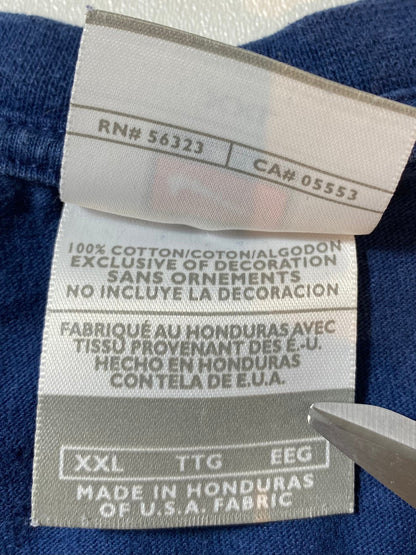 RN# 56323 | CA# 05553
100% COTTON/COTON/ALGODON
EXCLUSIVE OF DECORATION
SANS ORNEMENTS
NO INCLUYE LA DECORACION
FABRIQUÉ AU HONDURAS AVEC
TISSU PROVENANT DES É.-U.
HECHO EN HONDURAS
CON TELA DE E.U.A.
XXL TTG EEG
MADE IN HONDURAS
OF U.S.A. FABRIC